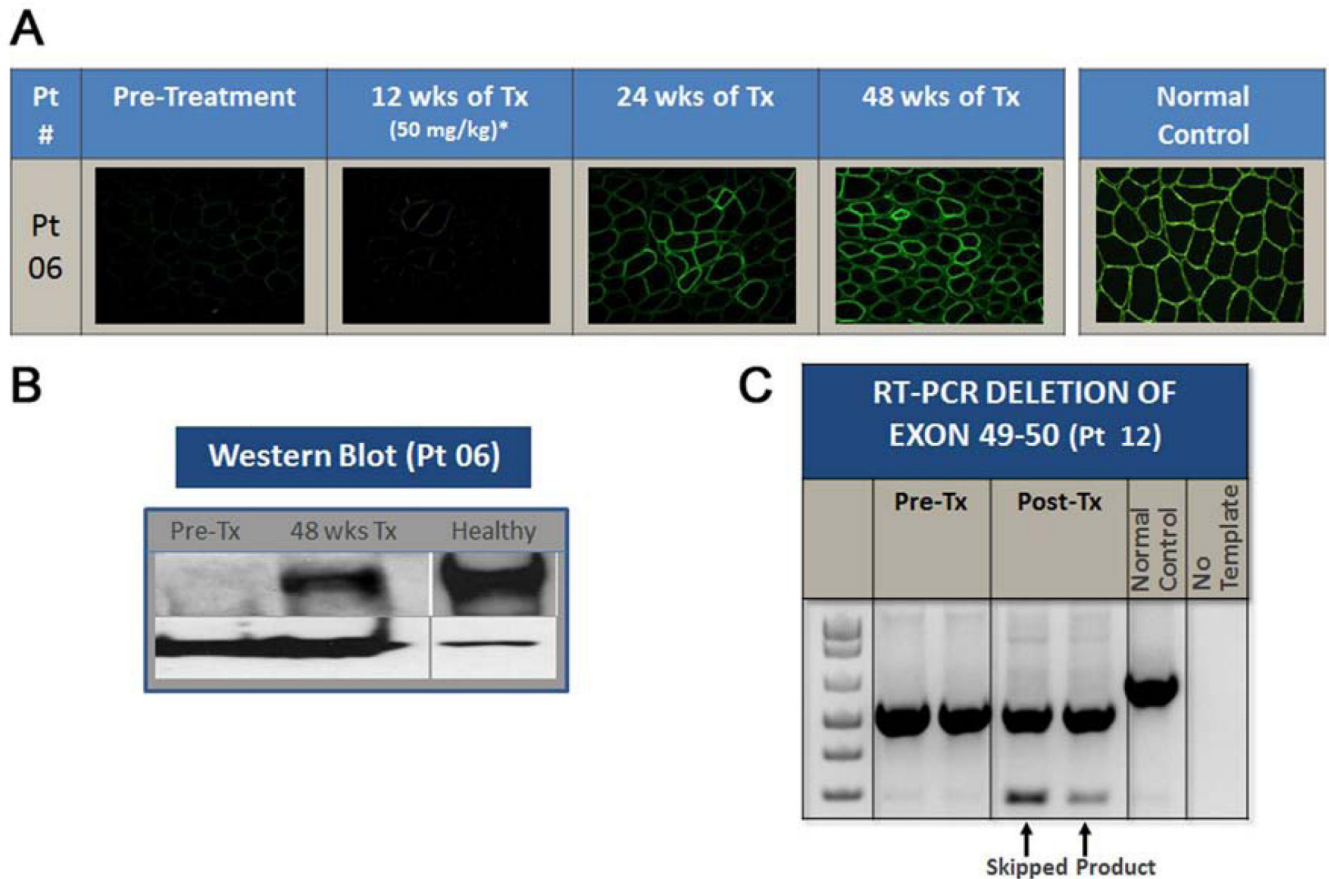 A
Pt
#
Pre-Treatment
12 wks of Tx
(50 mg/kg)*
24 wks of Tx
48 wks of Tx
Normal
Control
Pt
06
B
Western Blot (Pt 06)
Pre-Tx
48 wks Tx
Healthy
C
RT-PCR DELETION OF
EXON 49-50 (Pt 12)
Pre-Tx
Post-Tx
Normal
Control
No
Template
Skipped Product